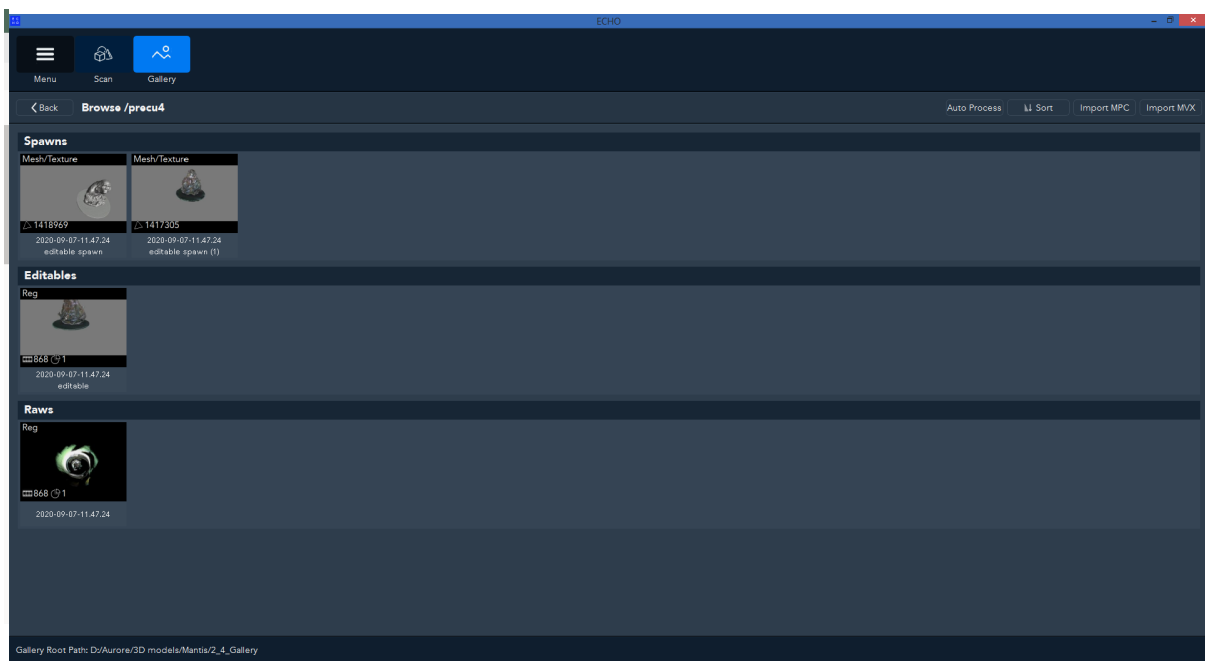 ECHO
Menu
Scan
Gallery
Back
Browse /precu4
Auto Process
Sort
Import MPC
Import MVX
Spawns
Mesh/Texture
Mesh/Texture
1418969
1417305
2020-09-07-11.47.24
editable spawn
2020-09-07-11.47.24
editable spawn (1)
Editables
Reg
868
1
2020-09-07-11.47.24
editable
Raws
Reg
868
1
2020-09-07-11.47.24
Gallery Root Path: D:/Aurore/3D models/Mantis/2_4_Gallery